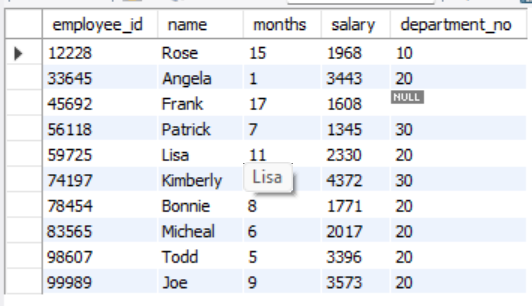 employee_id name months salary department_no
12228 Rose 15 1968 10
33645 Angela 1 3443 20
45692 Frank 17 1608 NULL
56118 Patrick 7 1345 30
59725 Lisa 11 2330 20
74197 Kimberly Lisa 4372 30
78454 Bonnie 8 1771 20
83565 Micheal 6 2017 20
98607 Todd 5 3396 20
99989 Joe 9 3573 20